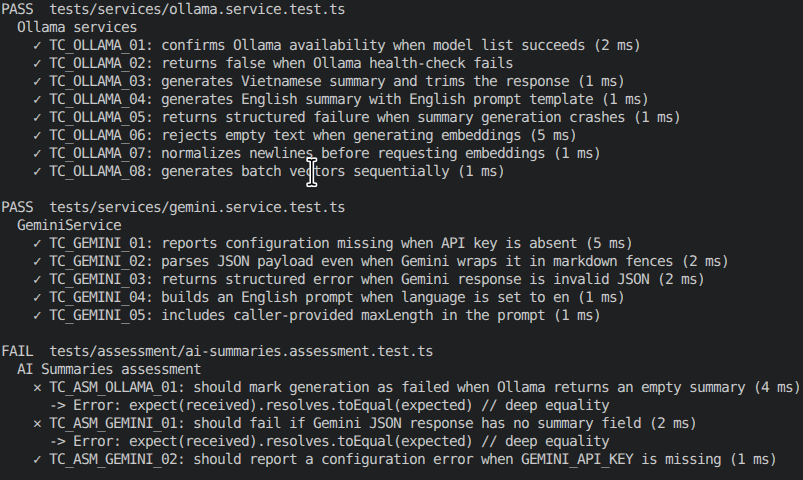 PASS  tests/services/ollama.service.test.ts
Ollama services
✓ TC_OLLAMA_01: confirms Ollama availability when model list succeeds (2 ms)
✓ TC_OLLAMA_02: returns false when Ollama health-check fails
✓ TC_OLLAMA_03: generates Vietnamese summary and trims the response (1 ms)
✓ TC_OLLAMA_04: generates English summary with English prompt template (1 ms)
✓ TC_OLLAMA_05: returns structured failure when summary generation crashes (1 ms)
✓ TC_OLLAMA_06: rejects empty text when generating embeddings (5 ms)
✓ TC_OLLAMA_07: normalizes newlines before requesting embeddings (1 ms)
✓ TC_OLLAMA_08: generates batch vectors sequentially (1 ms)
PASS  tests/services/gemini.service.test.ts
GeminiService
✓ TC_GEMINI_01: reports configuration missing when API key is absent (5 ms)
✓ TC_GEMINI_02: parses JSON payload even when Gemini wraps it in markdown fences (2 ms)
✓ TC_GEMINI_03: returns structured error when Gemini response is invalid JSON (2 ms)
✓ TC_GEMINI_04: builds an English prompt when language is set to en (1 ms)
✓ TC_GEMINI_05: includes caller-provided maxLength in the prompt (1 ms)
FAIL  tests/assessment/ai-summaries.assessment.test.ts
AI Summaries assessment
✕ TC_ASM_OLLAMA_01: should mark generation as failed when Ollama returns an empty summary (4 ms)
-> Error: expect(received).resolves.toEqual(expected) // deep equality
✕ TC_ASM_GEMINI_01: should fail if Gemini JSON response has no summary field (2 ms)
-> Error: expect(received).resolves.toEqual(expected) // deep equality
✓ TC_ASM_GEMINI_02: should report a configuration error when GEMINI_API_KEY is missing (1 ms)